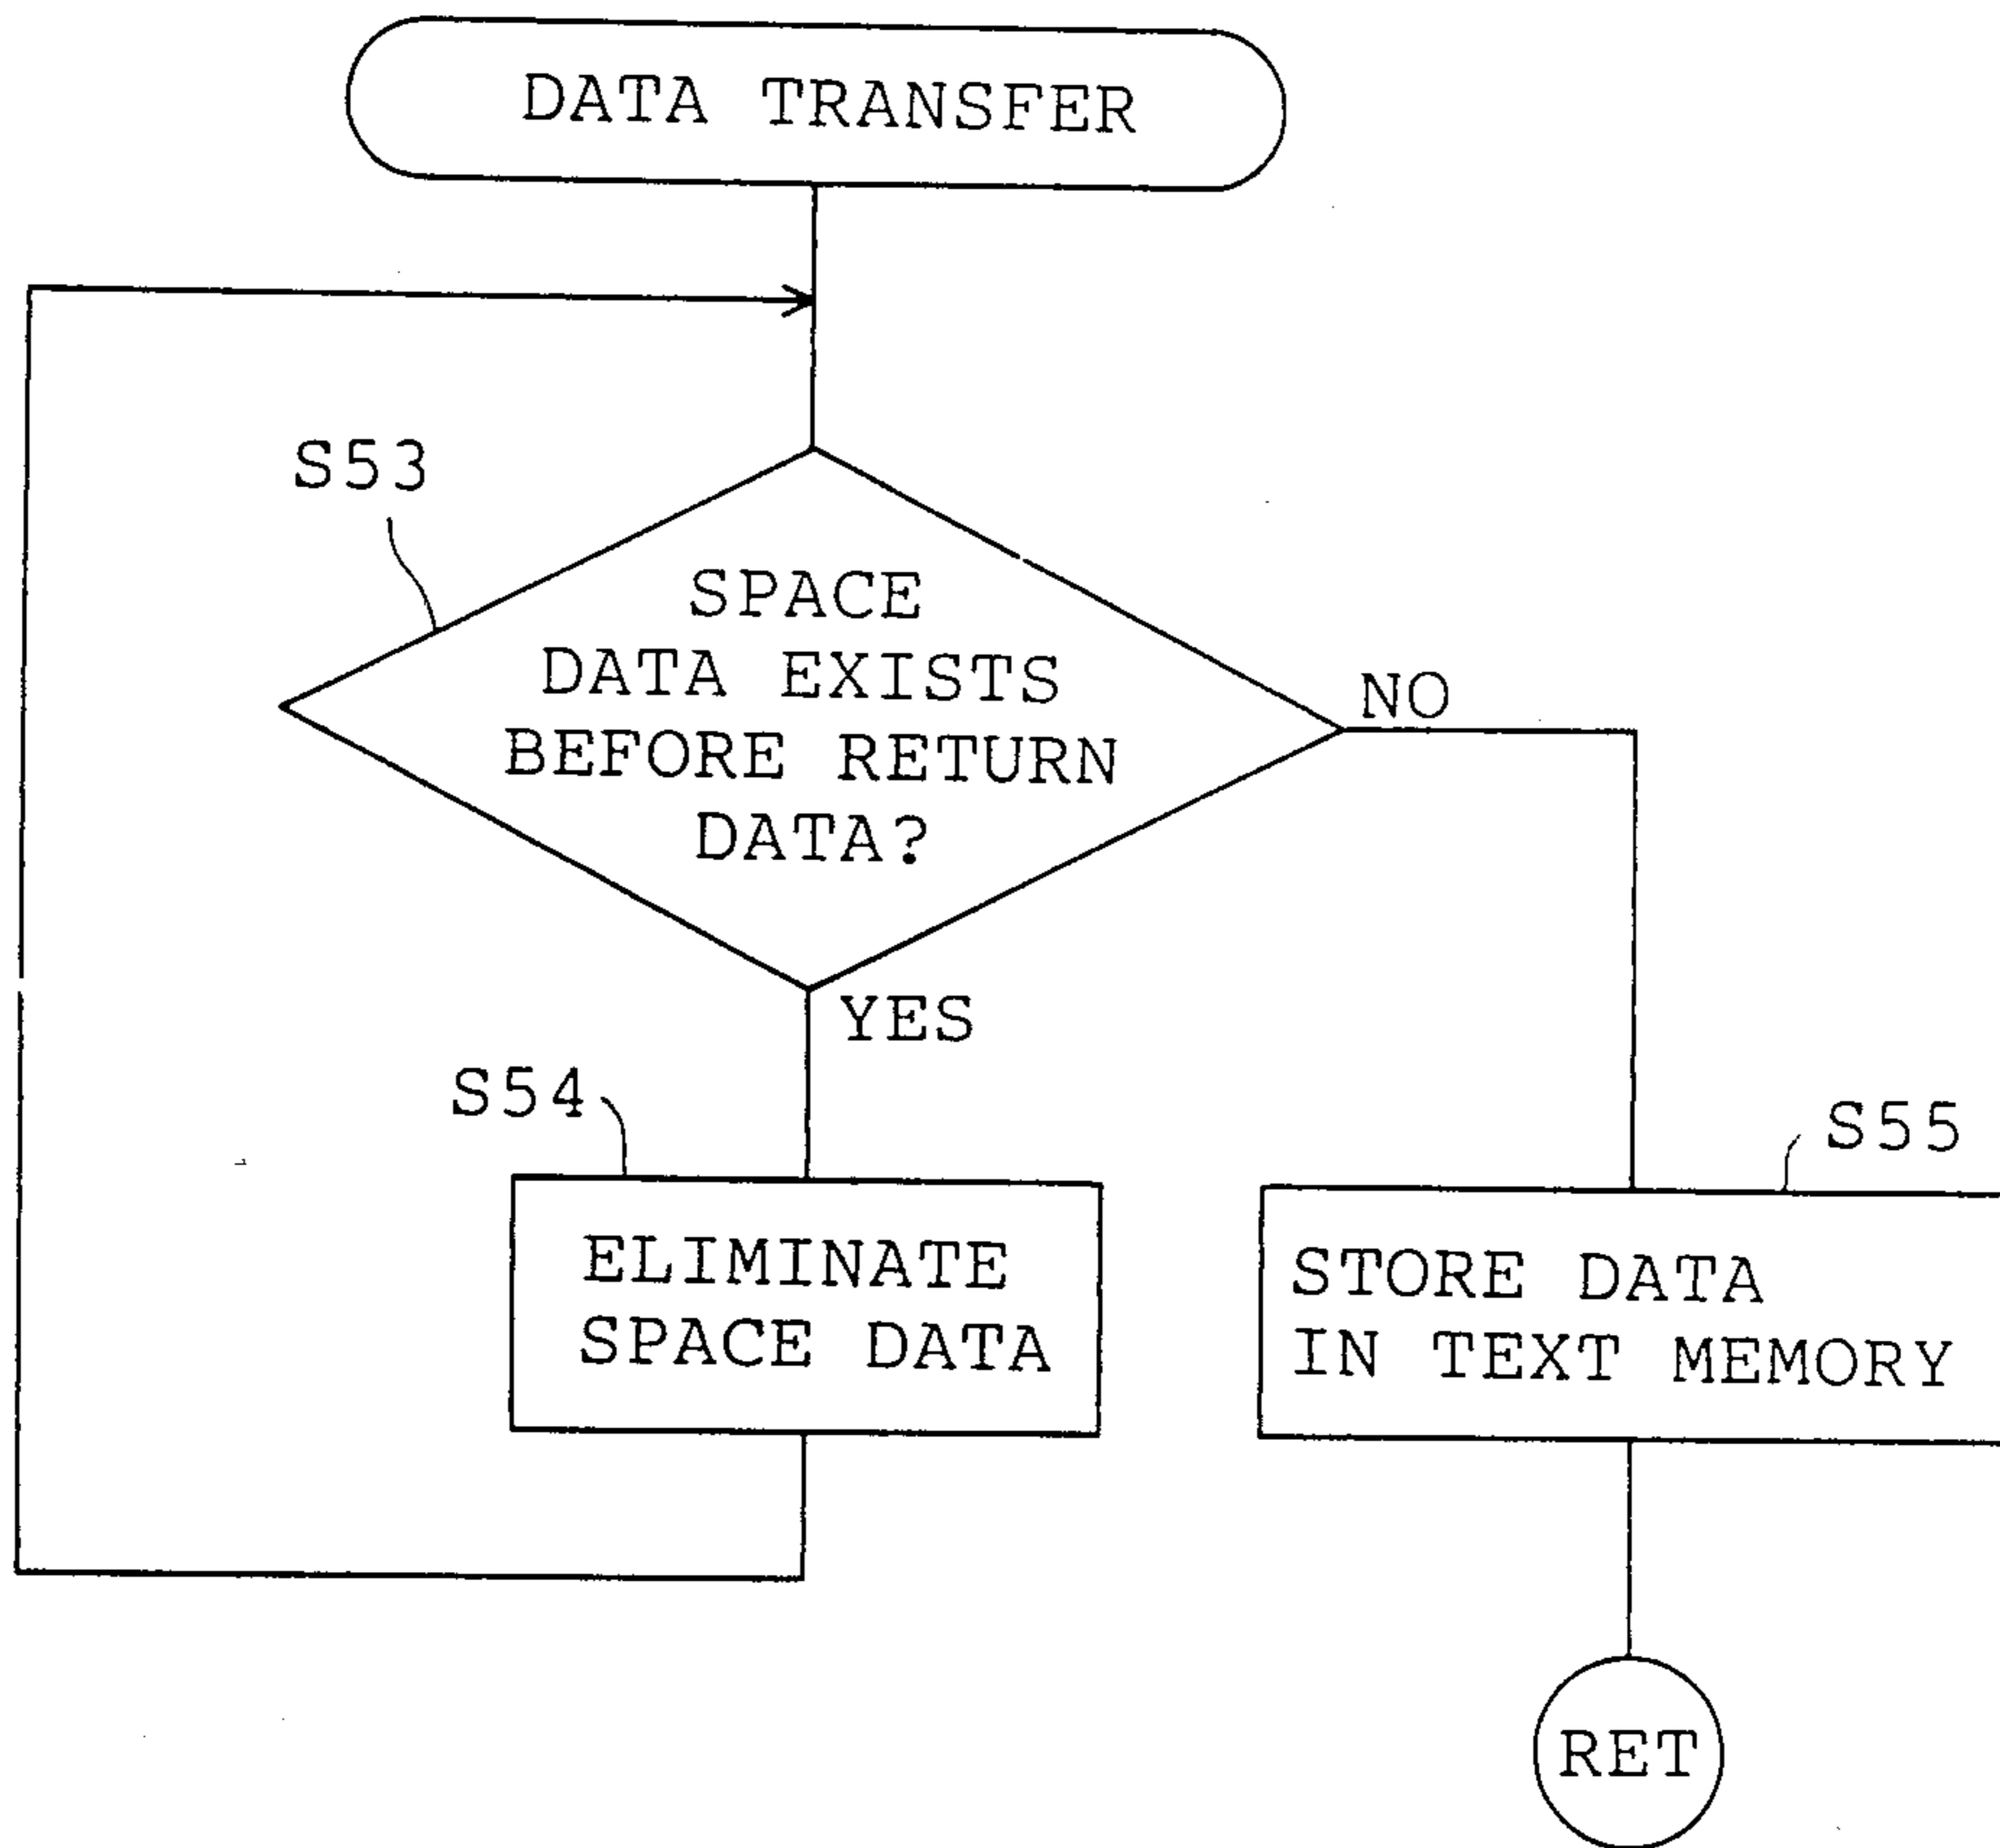 DATA TRANSFER
S53
SPACE
DATA EXISTS
BEFORE RETURN
DATA?
NO
YES
S54
ELIMINATE
SPACE DATA
S55
STORE DATA
IN TEXT MEMORY
RET